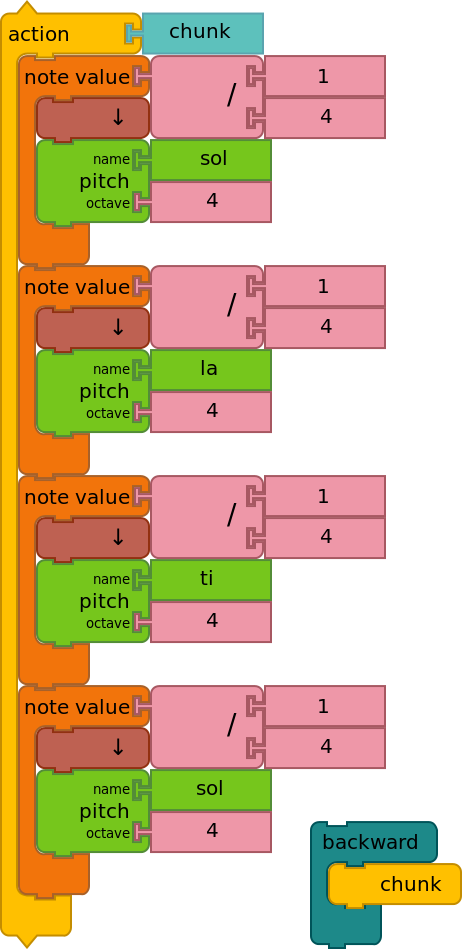 action chunk
note value / 1
4
↓
name sol
pitch
octave 4
note value / 1
4
↓
name la
pitch
octave 4
note value / 1
4
↓
name ti
pitch
octave 4
note value / 1
4
↓
name sol
pitch
octave 4
backward
chunk